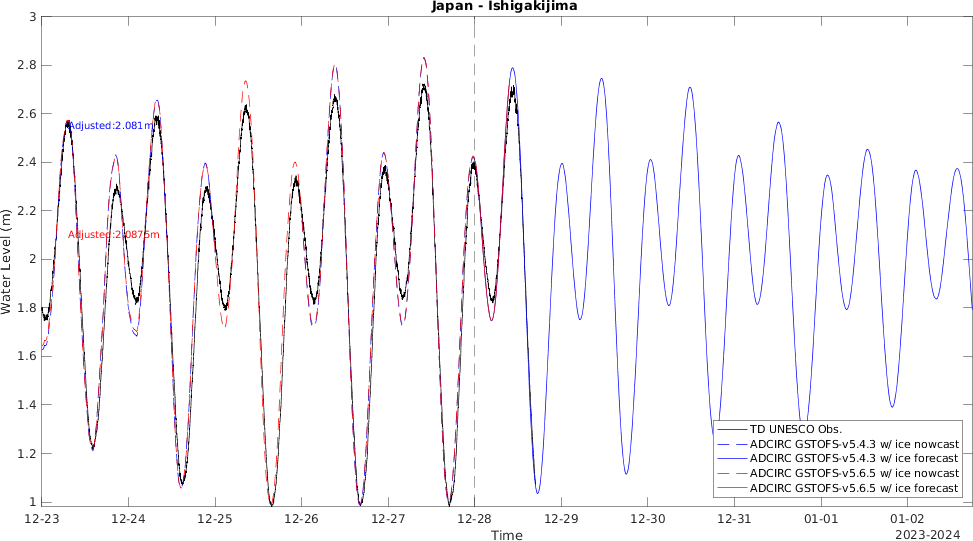 Japan - Ishigakijima
3
2.8
2.6
2.4
2.2
2
1.8
1.6
1.4
1.2
1
Water Level (m)
Adjusted:2.081m
Adjusted:2.0875m
TD UNESCO Obs.
ADCIRC GSTOFS-v5.4.3 w/ ice nowcast
ADCIRC GSTOFS-v5.4.3 w/ ice forecast
ADCIRC GSTOFS-v5.6.5 w/ ice nowcast
ADCIRC GSTOFS-v5.6.5 w/ ice forecast
12-23 12-24 12-25 12-26 12-27 12-28 12-29 12-30 12-31 01-01 01-02
Time
2023-2024